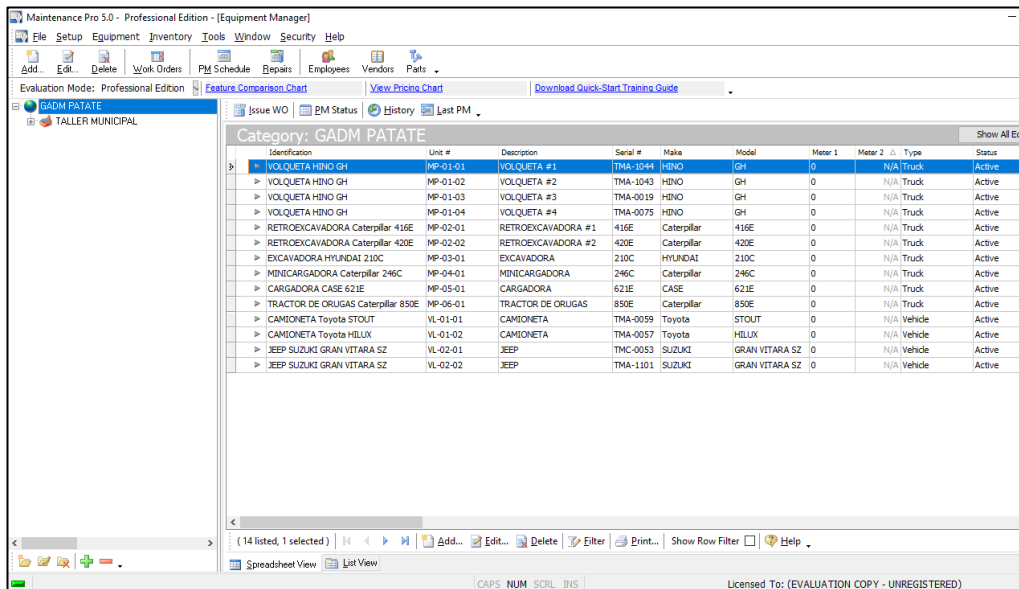 Maintenance Pro 5.0 - Professional Edition - [Equipment Manager]
File Setup Equipment Inventory Tools Window Security Help
Add... Edit... Delete Work Orders PM Schedule Repairs Employees Vendors Parts
Evaluation Mode: Professional Edition Feature Comparison Chart View Pricing Chart Download Quick-Start Training Guide
GADM PATATE
TALLER MUNICIPAL
Issue WO PM Status History Last PM
Category: GADM PATATE Show All Ec
Identification Unit # Description Serial # Make Model Meter 1 Meter 2 Type Status
VOLQUETA HINO GH MP-01-01 VOLQUETA #1 TMA-1044 HINO GH 0 N/A Truck Active
VOLQUETA HINO GH MP-01-02 VOLQUETA #2 TMA-1043 HINO GH 0 N/A Truck Active
VOLQUETA HINO GH MP-01-03 VOLQUETA #3 TMA-0019 HINO GH 0 N/A Truck Active
VOLQUETA HINO GH MP-01-04 VOLQUETA #4 TMA-0075 HINO GH 0 N/A Truck Active
RETROEXCAVADORA Caterpillar 416E MP-02-01 RETROEXCAVADORA #1 416E Caterpillar 416E 0 N/A Truck Active
RETROEXCAVADORA Caterpillar 420E MP-02-02 RETROEXCAVADORA #2 420E Caterpillar 420E 0 N/A Truck Active
EXCAVADORA HYUNDAI 210C MP-03-01 EXCAVADORA 210C HYUNDAI 210C 0 N/A Truck Active
MINICARGADORA Caterpillar 246C MP-04-01 MINICARGADORA 246C Caterpillar 246C 0 N/A Truck Active
CARGADORA CASE 621E MP-05-01 CARGADORA 621E CASE 621E 0 N/A Truck Active
TRACTOR DE ORUGAS Caterpillar 850E MP-06-01 TRACTOR DE ORUGAS 850E Caterpillar 850E 0 N/A Truck Active
CAMIONETA Toyota STOUT VL-01-01 CAMIONETA TMA-0059 Toyota STOUT 0 N/A Vehicle Active
CAMIONETA Toyota HILUX VL-01-02 CAMIONETA TMA-0057 Toyota HILUX 0 N/A Vehicle Active
JEEP SUZUKI GRAN VITARA SZ VL-02-01 JEEP TMC-0053 SUZUKI GRAN VITARA SZ 0 N/A Vehicle Active
JEEP SUZUKI GRAN VITARA SZ VL-02-02 JEEP TMA-1101 SUZUKI GRAN VITARA SZ 0 N/A Vehicle Active
( 14 listed, 1 selected ) Add... Edit... Delete Filter Print... Show Row Filter Help
Spreadsheet View List View
CAPS NUM SCRL INS Licensed To: (EVALUATION COPY - UNREGISTERED)